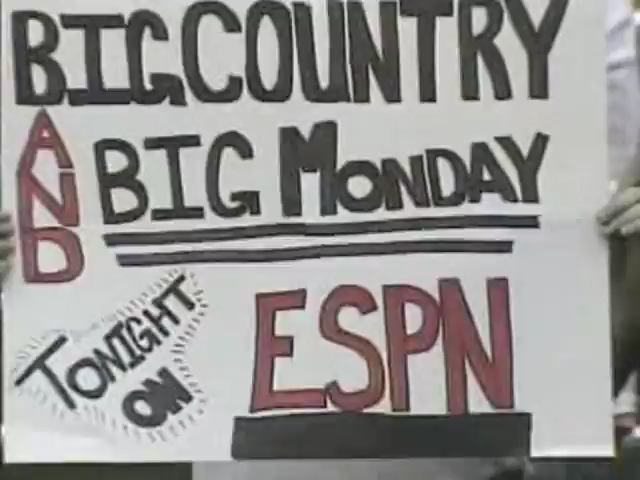 BIG COUNTRY
AND
BIG MONDAY
TONIGHT
ON
ESPN